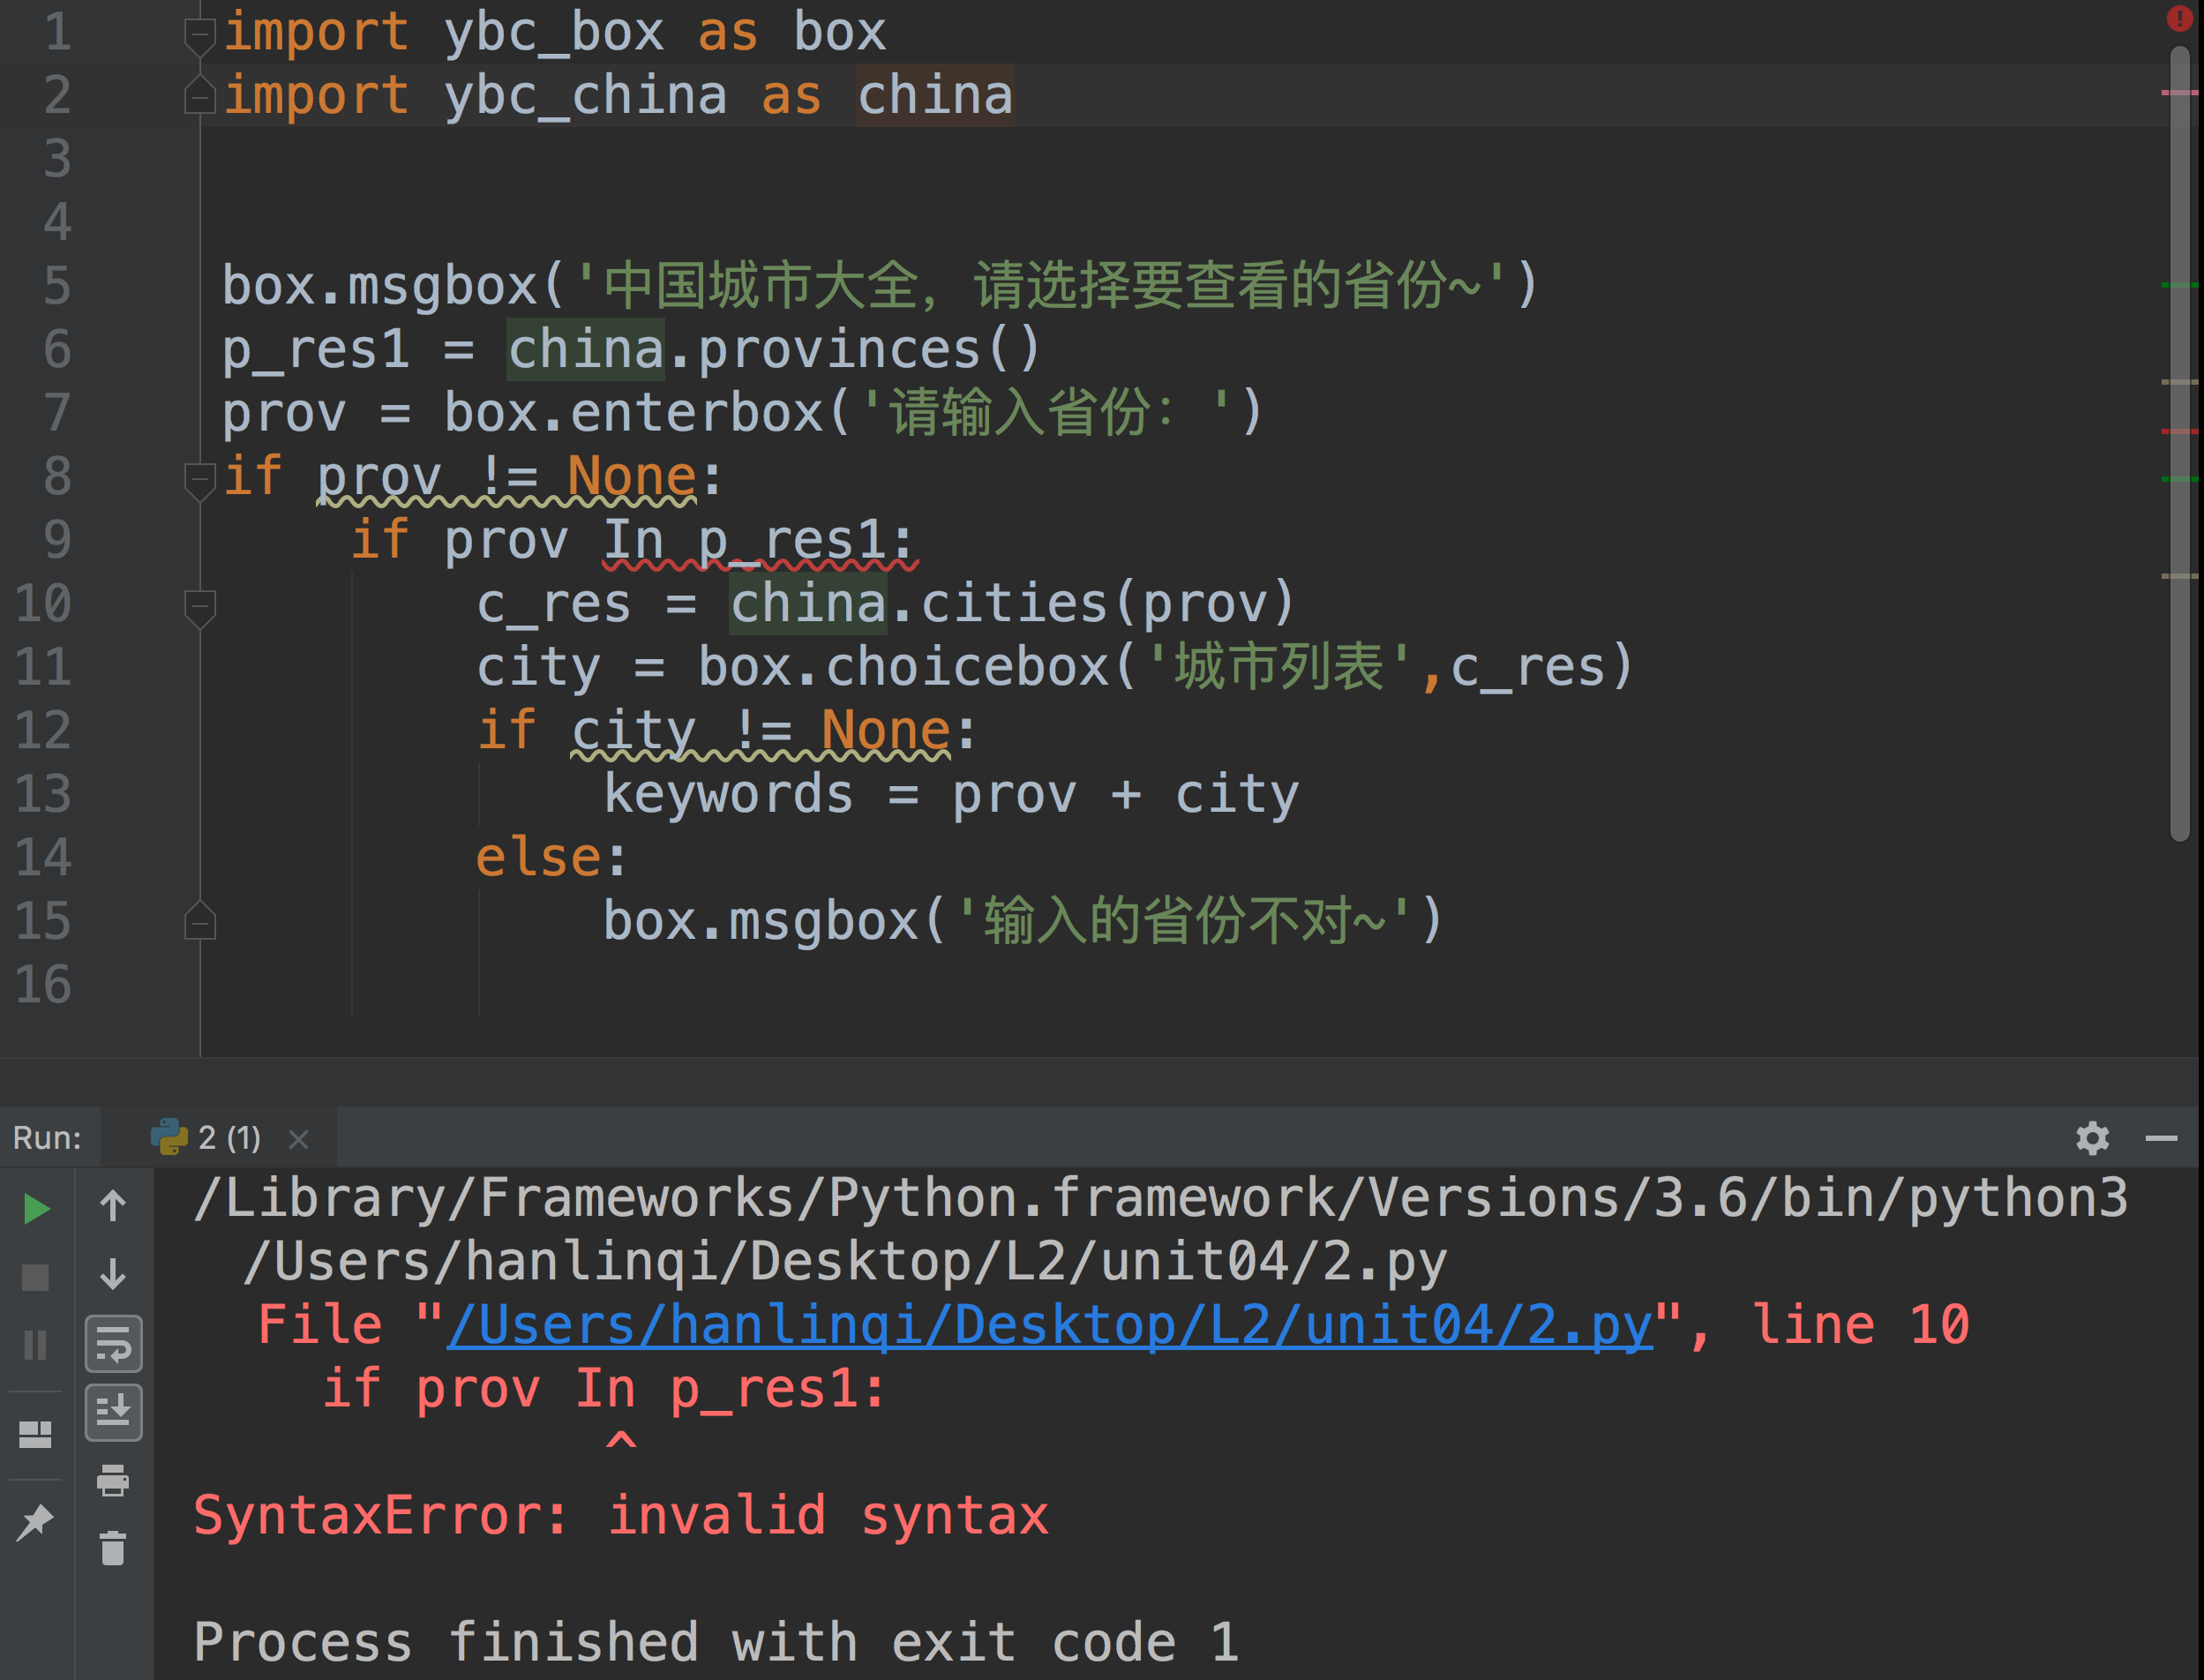 1 import ybc_box as box
2 import ybc_china as china
3
4
5 box.msgbox('中国城市大全，请选择要查看的省份~')
6 p_res1 = china.provinces()
7 prov = box.enterbox('请输入省份：')
8 if prov != None:
9 if prov In p_res1:
10 c_res = china.cities(prov)
11 city = box.choicebox('城市列表',c_res)
12 if city != None:
13 keywords = prov + city
14 else:
15 box.msgbox('输入的省份不对~')
16
Run: 2 (1)
/Library/Frameworks/Python.framework/Versions/3.6/bin/python3
/Users/hanlinqi/Desktop/L2/unit04/2.py
File "/Users/hanlinqi/Desktop/L2/unit04/2.py", line 10
if prov In p_res1:
^
SyntaxError: invalid syntax
Process finished with exit code 1